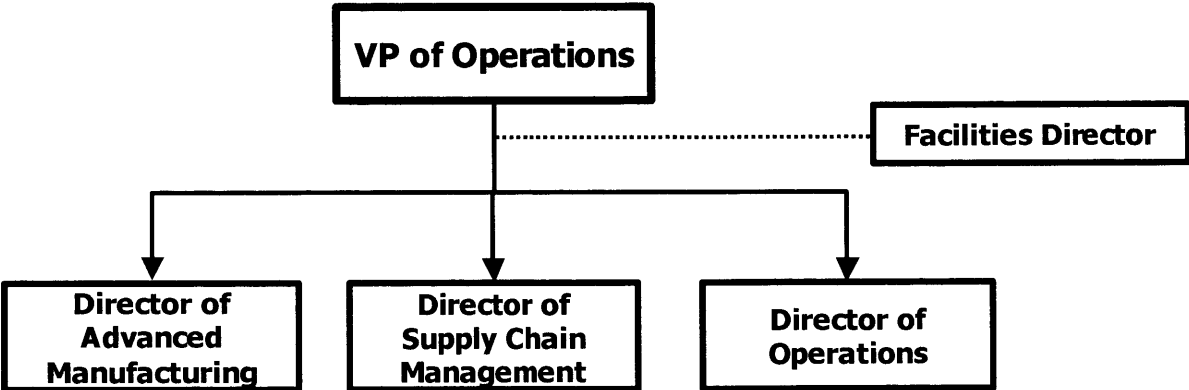 VP of Operations
Facilities Director
Director of
Advanced
Manufacturing
Director of
Supply Chain
Management
Director of
Operations